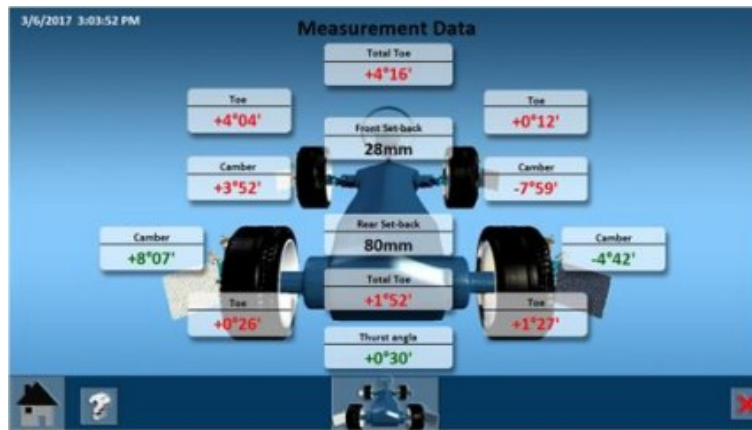 3/6/2017 3:03:52 PM
Measurement Data
Total Toe
+4°16'
Toe
+4°04'
Toe
+0°12'
Front Set-back
28mm
Camber
+3°52'
Camber
-7°59'
Rear Set-back
80mm
Camber
+8°07'
Camber
-4°42'
Total Toe
+1°52'
Toe
+0°26'
Toe
+1°27'
Thurst angle
+0°30'
?